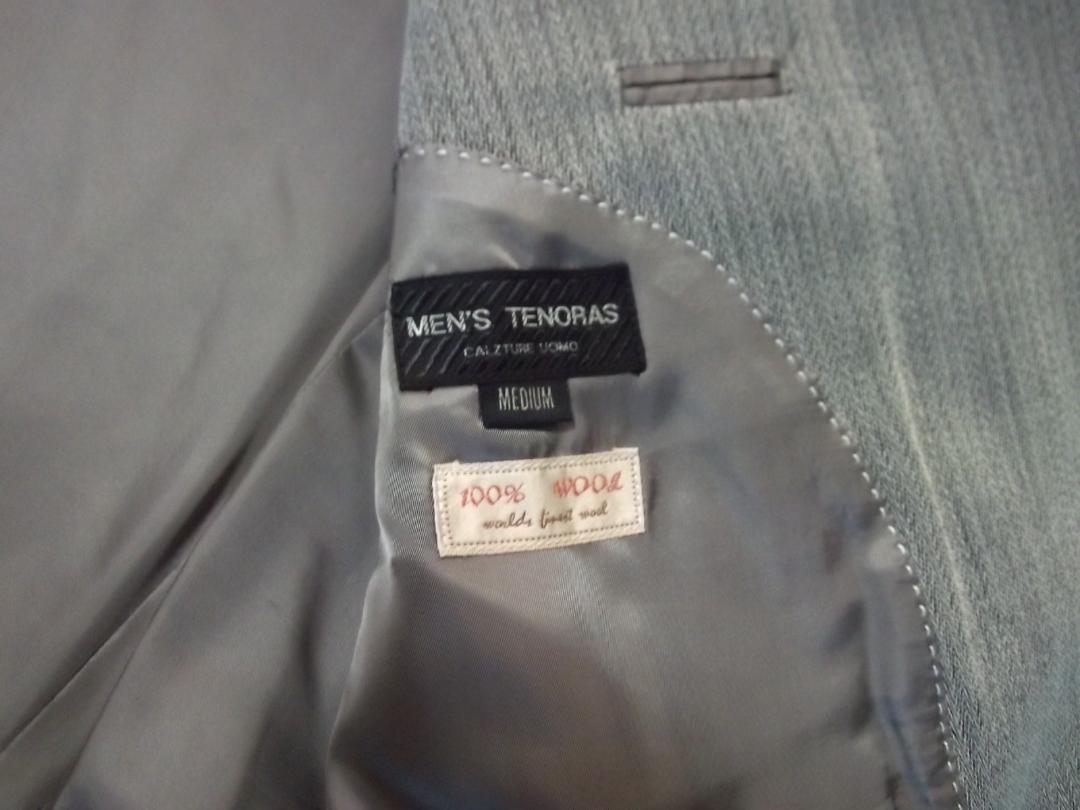 MEN'S TENORAS
CALZTURE UOMO
MEDIUM
100% WOOL
worlds finest wool